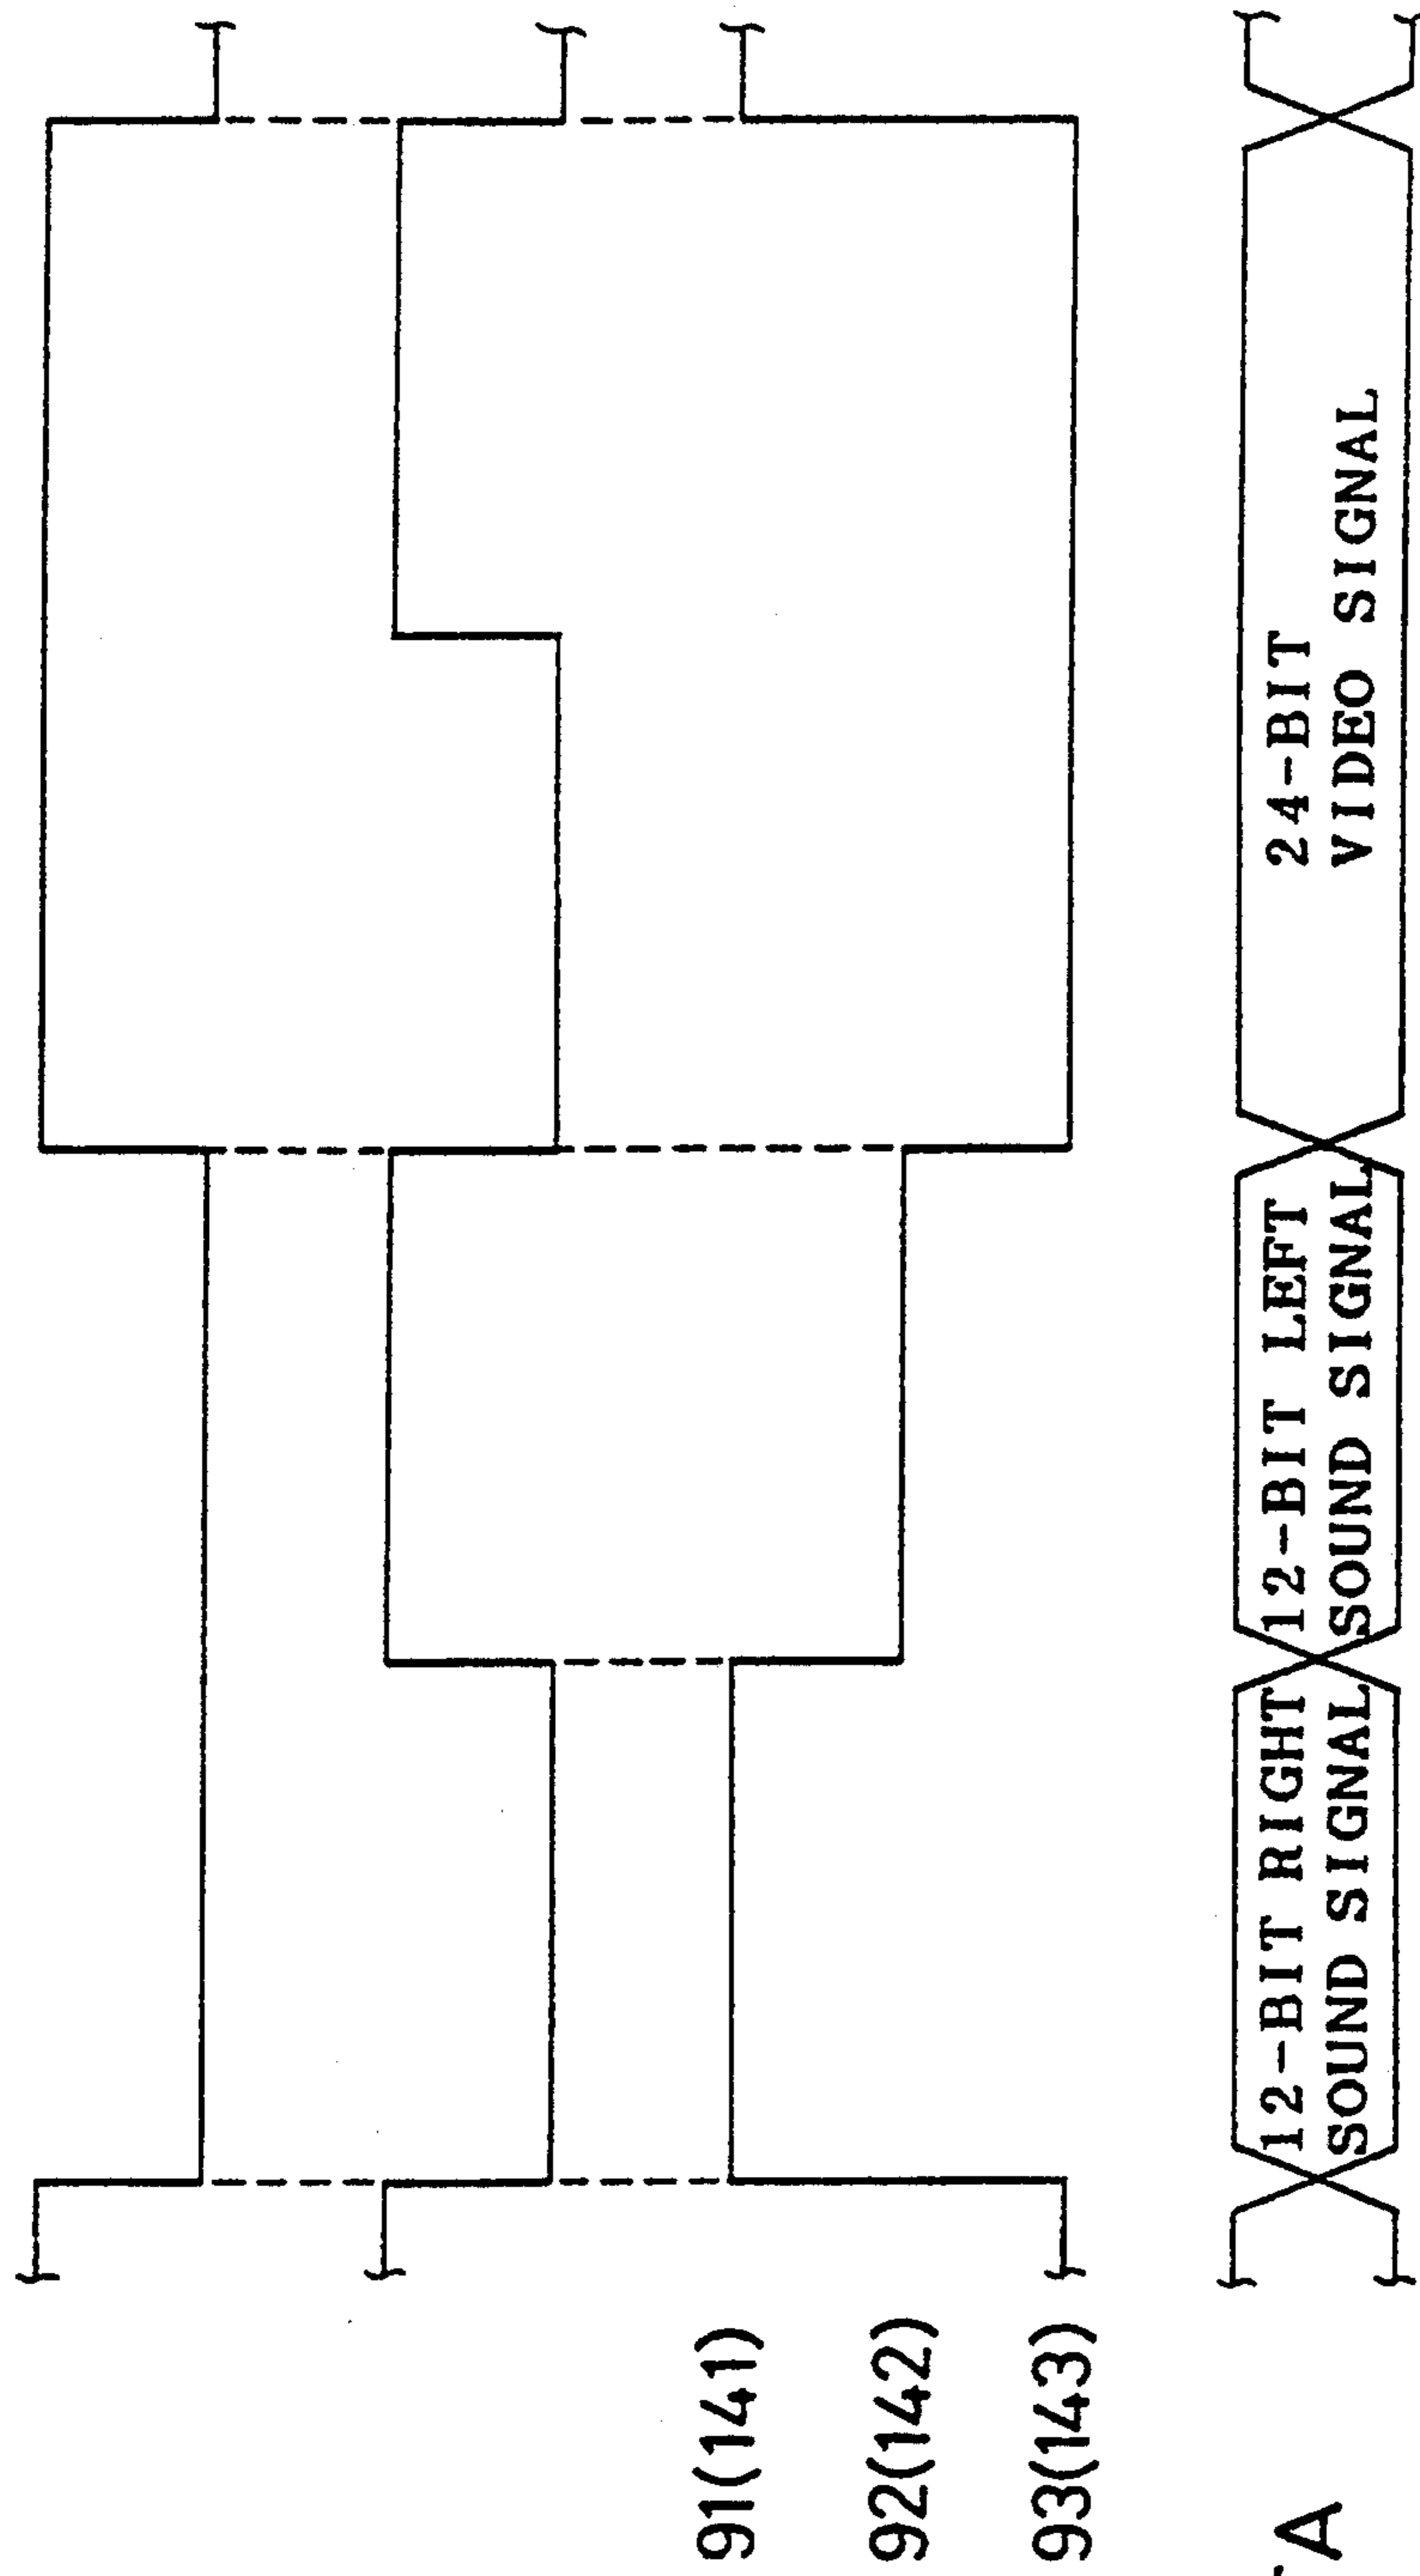 91(141)
92(142)
93(143)
12-BIT RIGHT
SOUND SIGNAL
12-BIT LEFT
SOUND SIGNAL
24-BIT
VIDEO SIGNAL